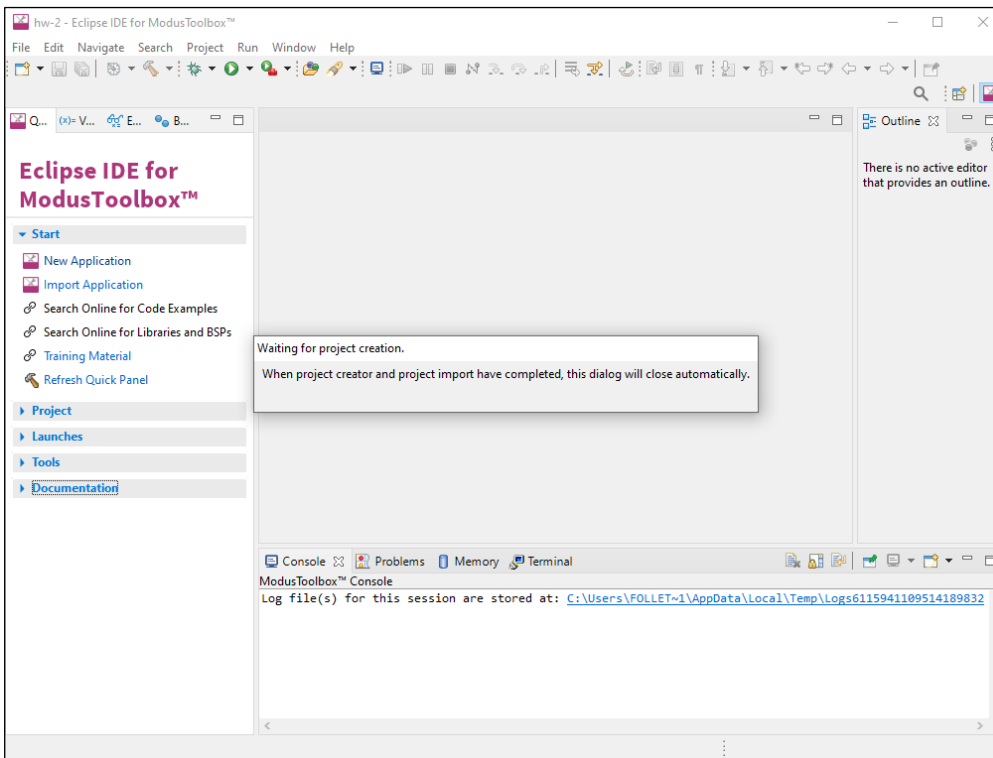 hw-2 - Eclipse IDE for ModusToolbox™
File Edit Navigate Search Project Run Window Help
Q... (x)= V... E... B...
Outline
Eclipse IDE for
ModusToolbox™
There is no active editor
that provides an outline.
Start
New Application
Import Application
Search Online for Code Examples
Search Online for Libraries and BSPs
Training Material
Refresh Quick Panel
Project
Launches
Tools
Documentation
Waiting for project creation.
When project creator and project import have completed, this dialog will close automatically.
Console Problems Memory Terminal
ModusToolbox™ Console
Log file(s) for this session are stored at: C:\Users\FOLLET~1\AppData\Local\Temp\Logs6115941109514189832